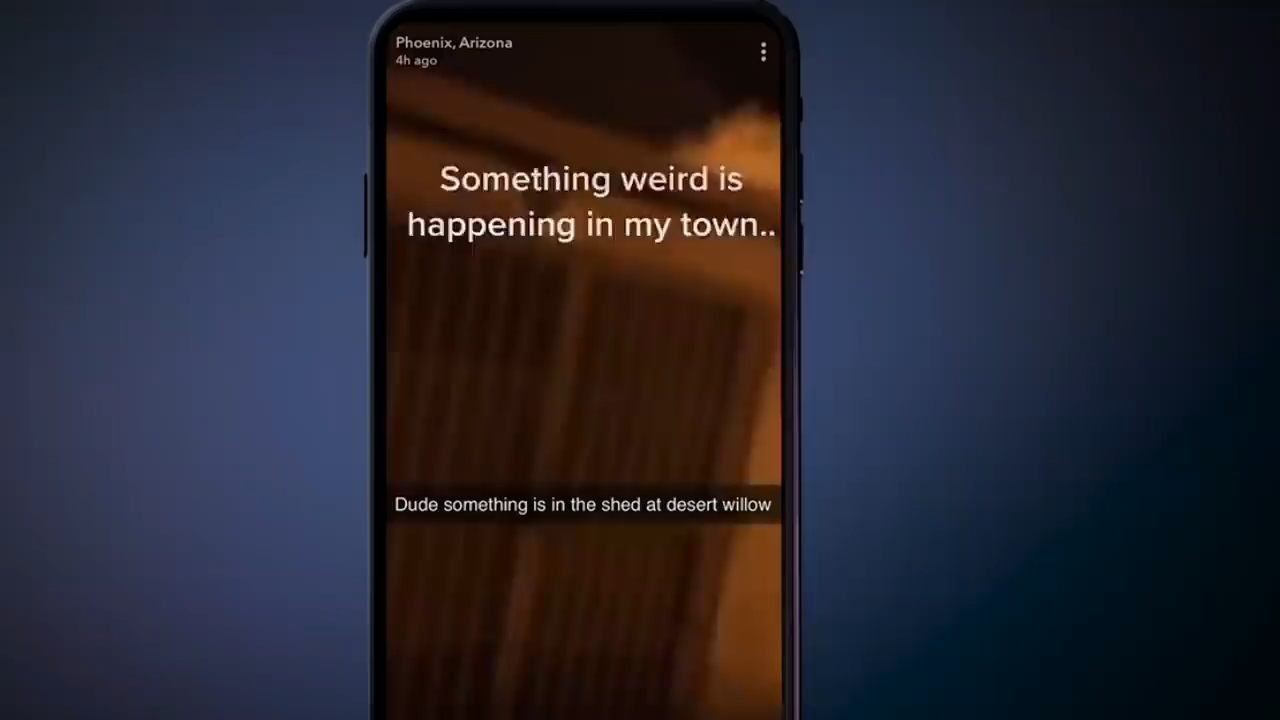 Phoenix, Arizona
4h ago
Something weird is
happening in my town..
Dude something is in the shed at desert willow